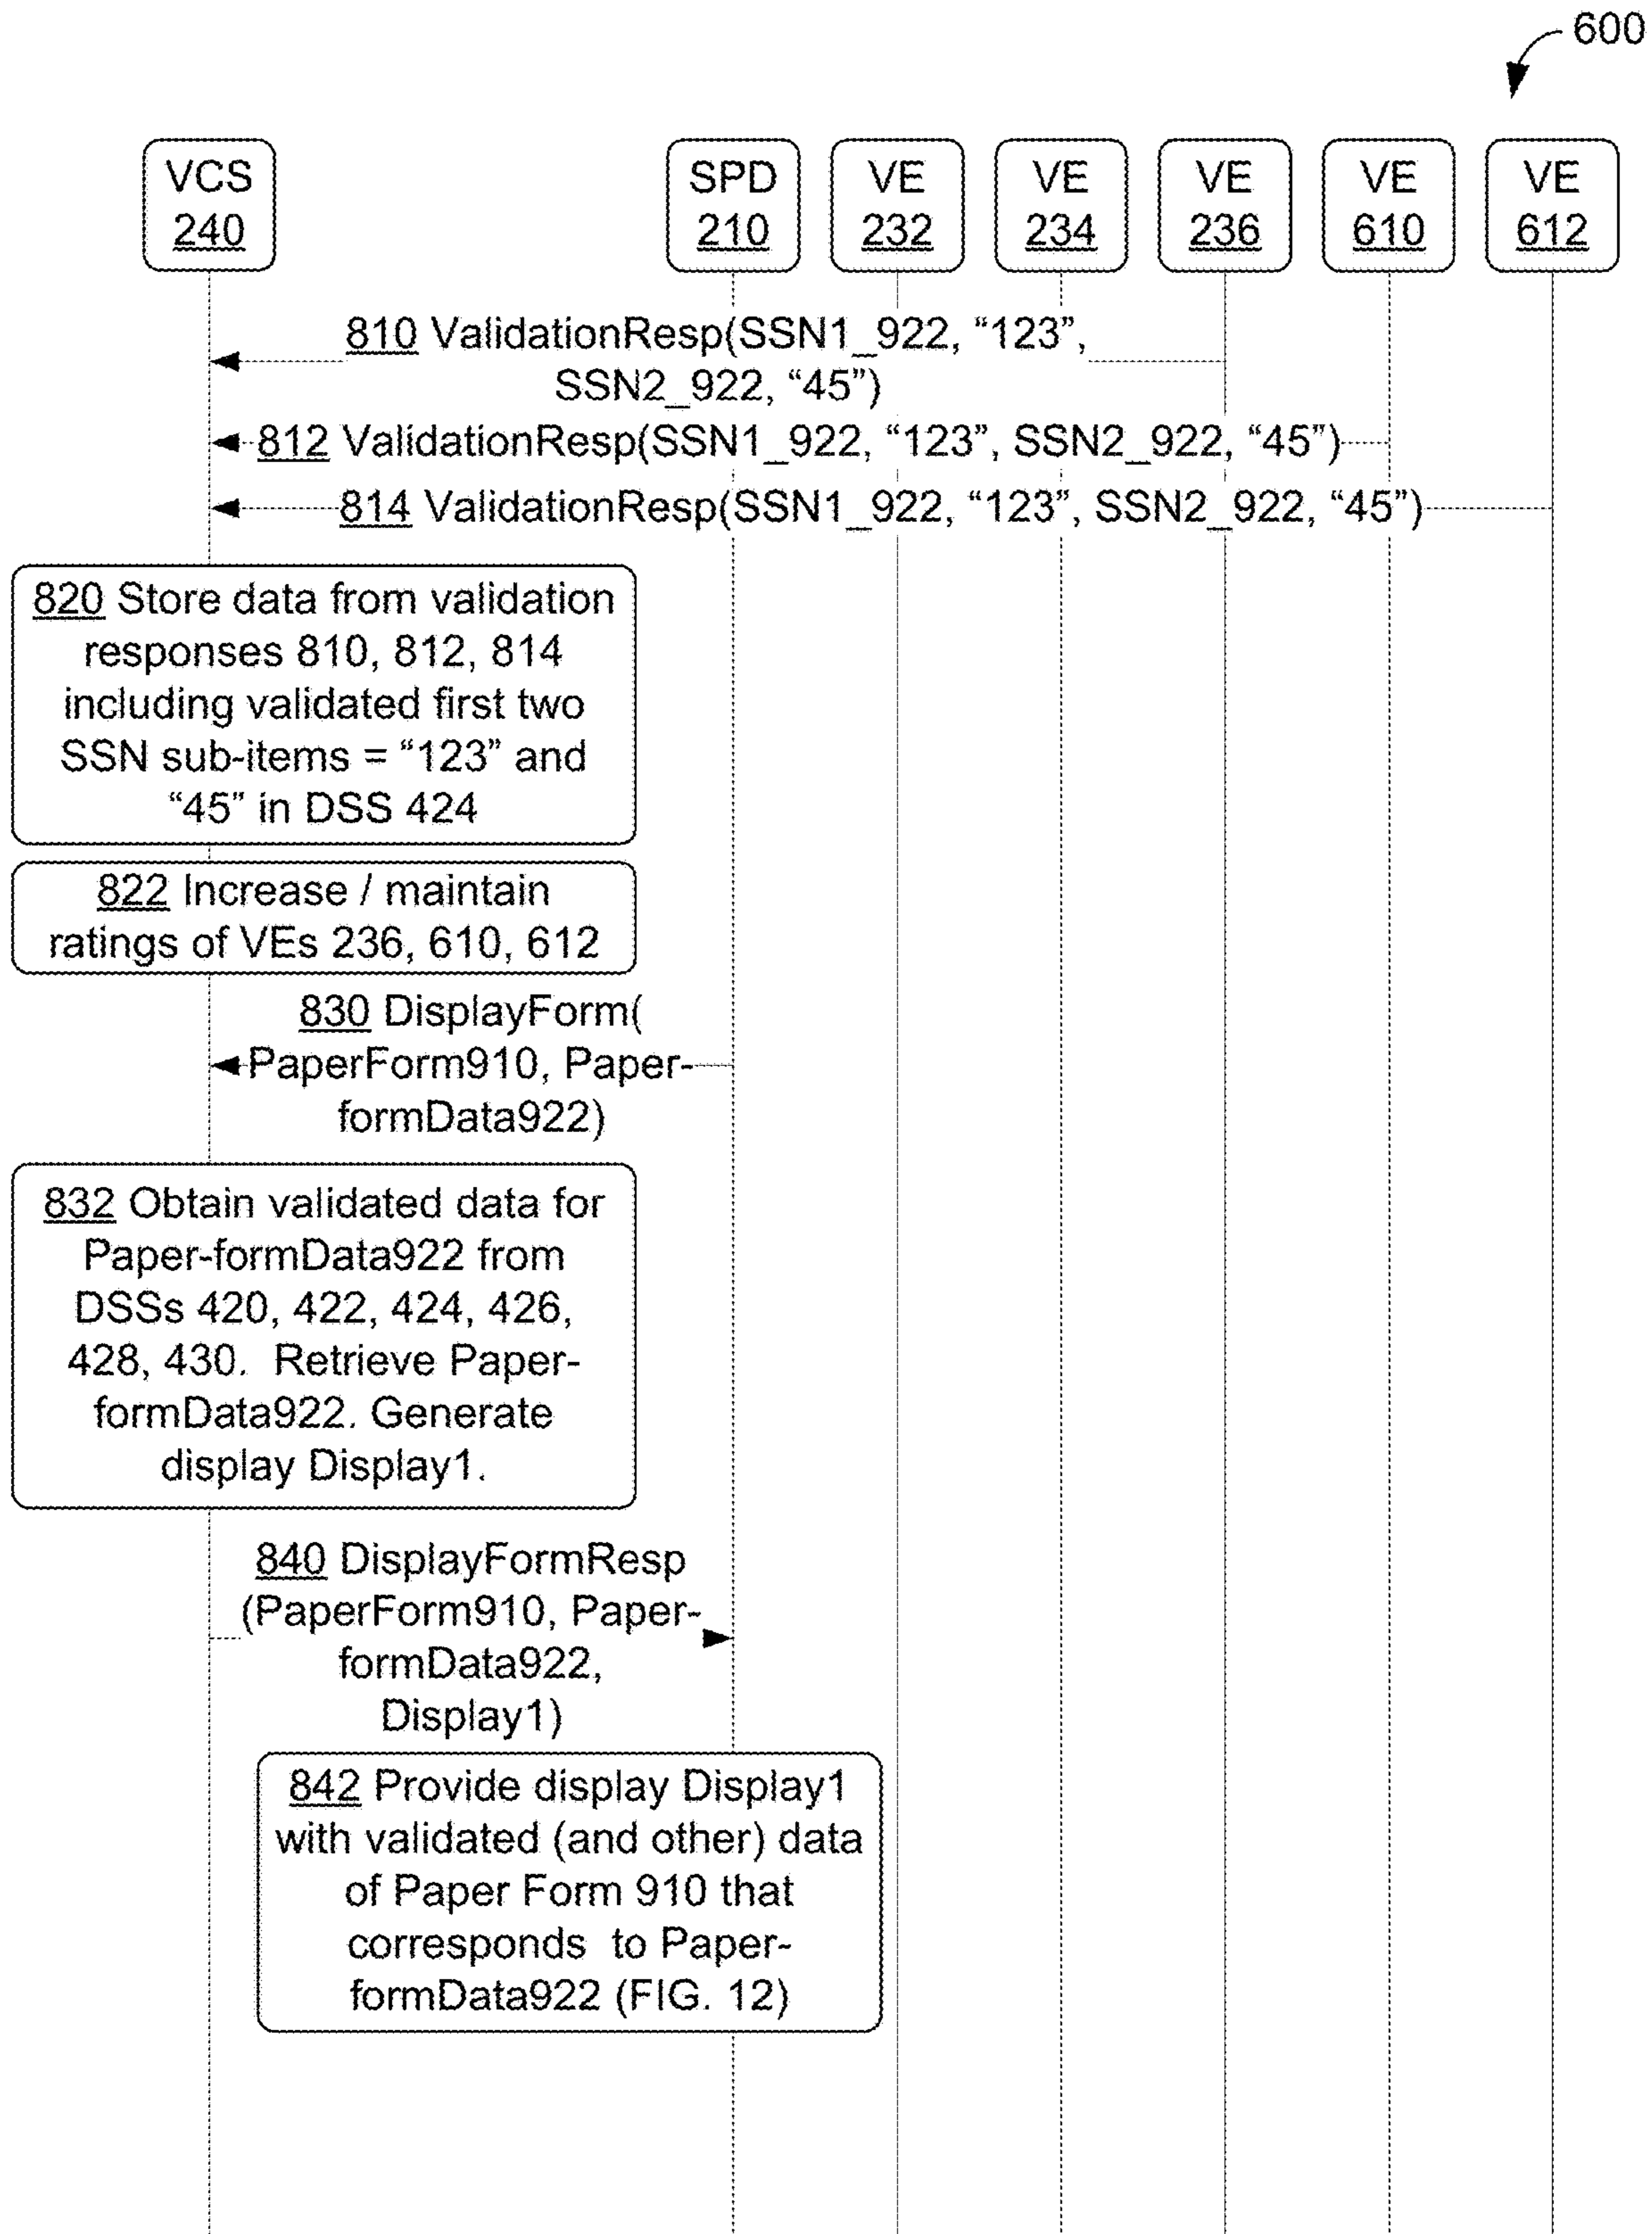 600
VCS
240
SPD
210
VE
232
VE
234
VE
236
VE
610
VE
612
810 ValidationResp(SSN1_922, “123”,
SSN2_922, “45”)
812 ValidationResp(SSN1_922, “123”, SSN2_922, “45”)
814 ValidationResp(SSN1_922, “123”, SSN2_922, “45”)
820 Store data from validation
responses 810, 812, 814
including validated first two
SSN sub-items = “123” and
“45” in DSS 424
822 Increase / maintain
ratings of VEs 236, 610, 612
830 DisplayForm(
PaperForm910, Paper-
formData922)
832 Obtain validated data for
Paper-formData922 from
DSSs 420, 422, 424, 426,
428, 430.  Retrieve Paper-
formData922. Generate
display Display1.
840 DisplayFormResp
(PaperForm910, Paper-
formData922,
Display1)
842 Provide display Display1
with validated (and other) data
of Paper Form 910 that
corresponds  to Paper-
formData922 (FIG. 12)